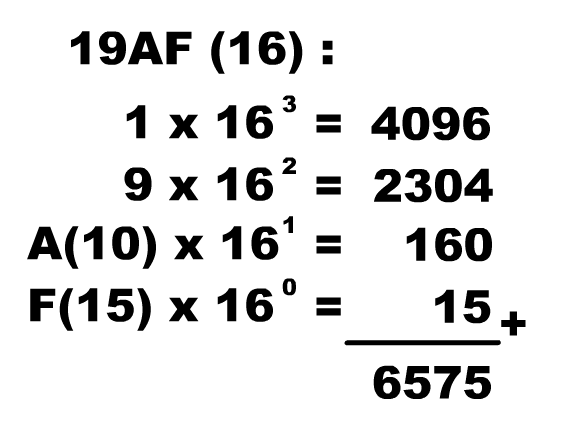 19AF (16) :
1 x 16³ = 4096
9 x 16² = 2304
A(10) x 16¹ = 160
F(15) x 16⁰ = 15 +
6575